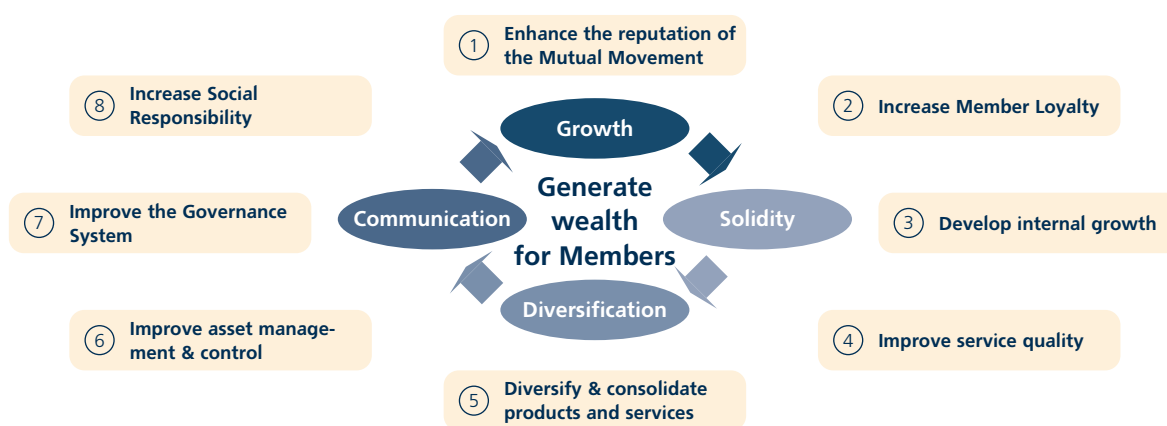 1
Enhance the reputation of
the Mutual Movement
8
Increase Social
Responsibility
2
Increase Member Loyalty
Growth
7
Improve the Governance
System
Communication
Generate
wealth
for Members
Solidity
3
Develop internal growth
Diversification
6
Improve asset manage-
ment & control
4
Improve service quality
5
Diversify & consolidate
products and services